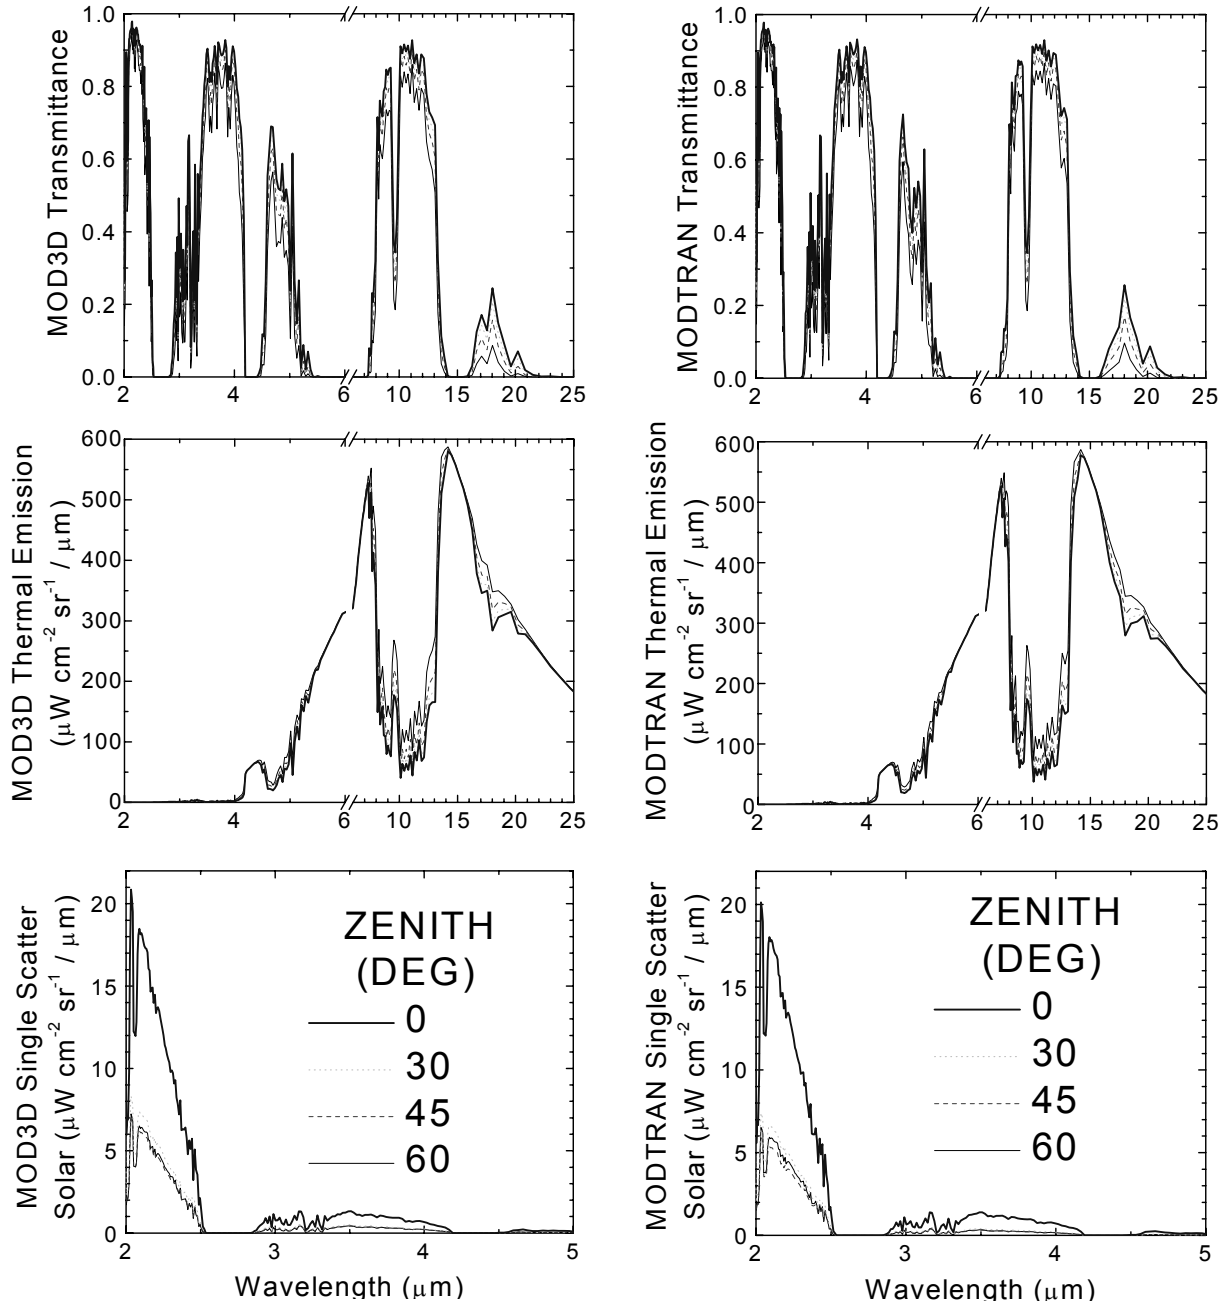 MOD3D Transmittance
1.0
0.8
0.6
0.4
0.2
0.0
2 4 6 10 15 20 25
MODTRAN Transmittance
1.0
0.8
0.6
0.4
0.2
0.0
2 4 6 10 15 20 25
MOD3D Thermal Emission
(μW cm⁻² sr⁻¹ / μm)
600
500
400
300
200
100
0
2 4 6 10 15 20 25
MODTRAN Thermal Emission
(μW cm⁻² sr⁻¹ / μm)
600
500
400
300
200
100
0
2 4 6 10 15 20 25
MOD3D Single Scatter
Solar (μW cm⁻² sr⁻¹ / μm)
20
15
10
5
0
ZENITH
(DEG)
0
30
45
60
2 3 4 5
Wavelength (μm)
MODTRAN Single Scatter
Solar (μW cm⁻² sr⁻¹ / μm)
20
15
10
5
0
ZENITH
(DEG)
0
30
45
60
2 3 4 5
Wavelength (μm)